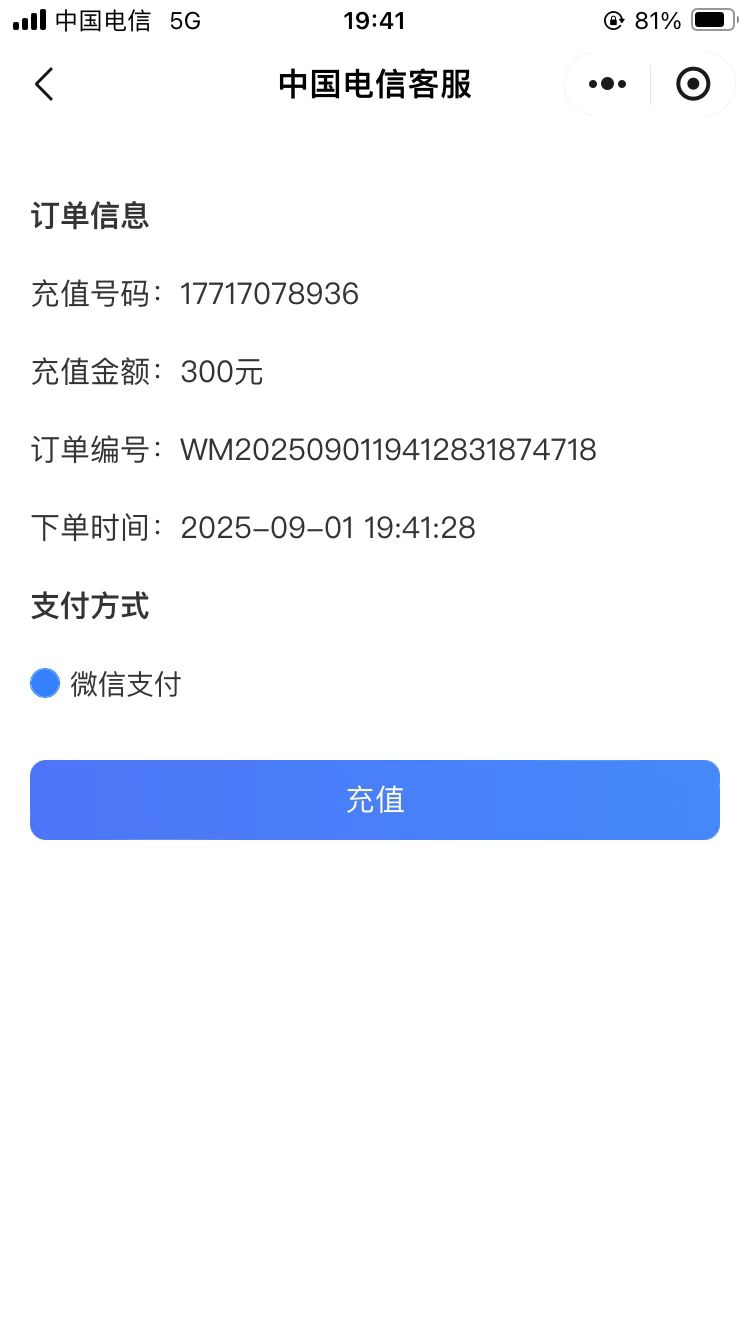 中国电信 5G 19:41 81%
中国电信客服
订单信息
充值号码：17717078936
充值金额：300元
订单编号：WM2025090119412831874718
下单时间：2025-09-01 19:41:28
支付方式
微信支付
充值